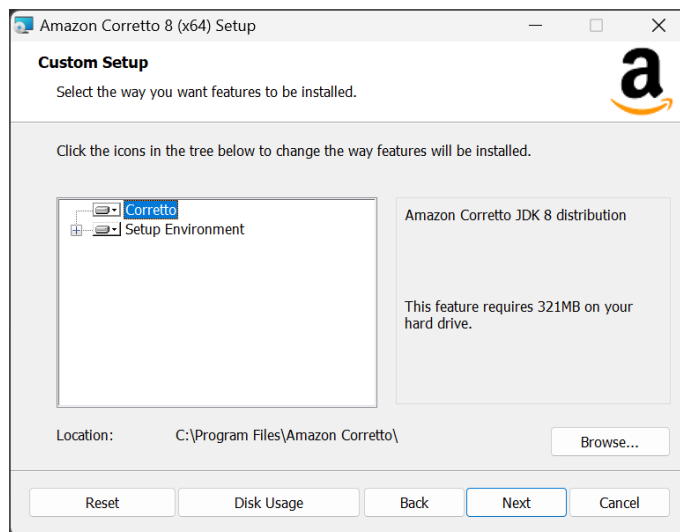 Amazon Corretto 8 (x64) Setup
Custom Setup
Select the way you want features to be installed.
a
Click the icons in the tree below to change the way features will be installed.
Corretto
Setup Environment
Amazon Corretto JDK 8 distribution
This feature requires 321MB on your
hard drive.
Location: C:\Program Files\Amazon Corretto\
Browse...
Reset Disk Usage Back Next Cancel